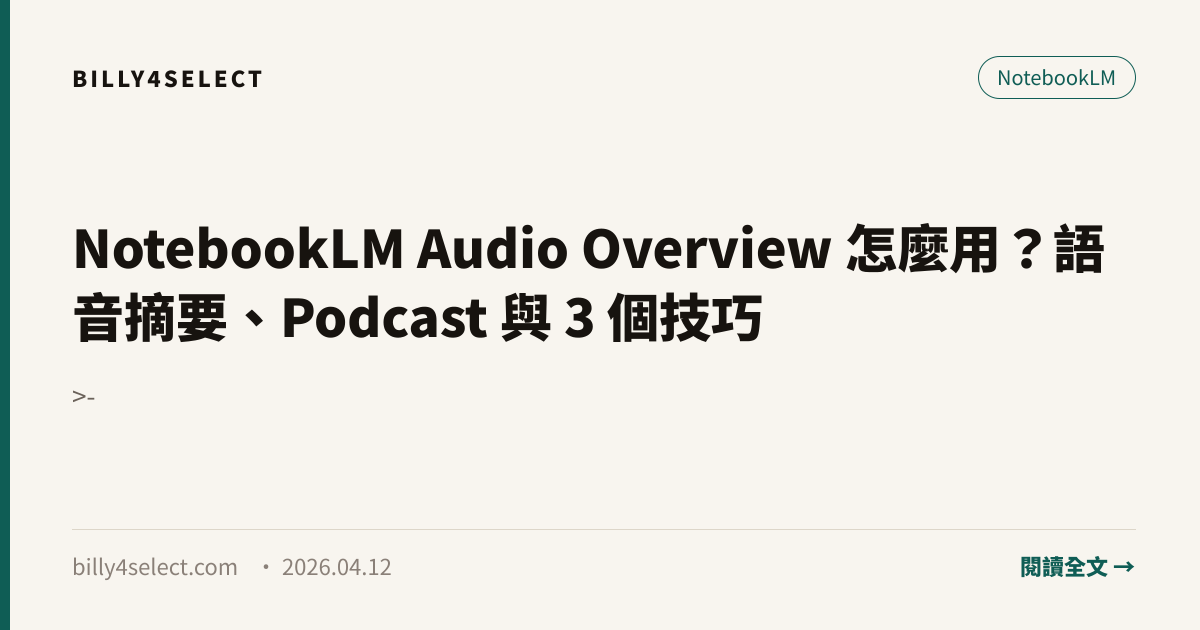 BILLY4SELECT
NotebookLM
NotebookLM Audio Overview 怎麼用？語
音摘要、Podcast 與 3 個技巧
>-
billy4select.com ・ 2026.04.12
閱讀全文 →